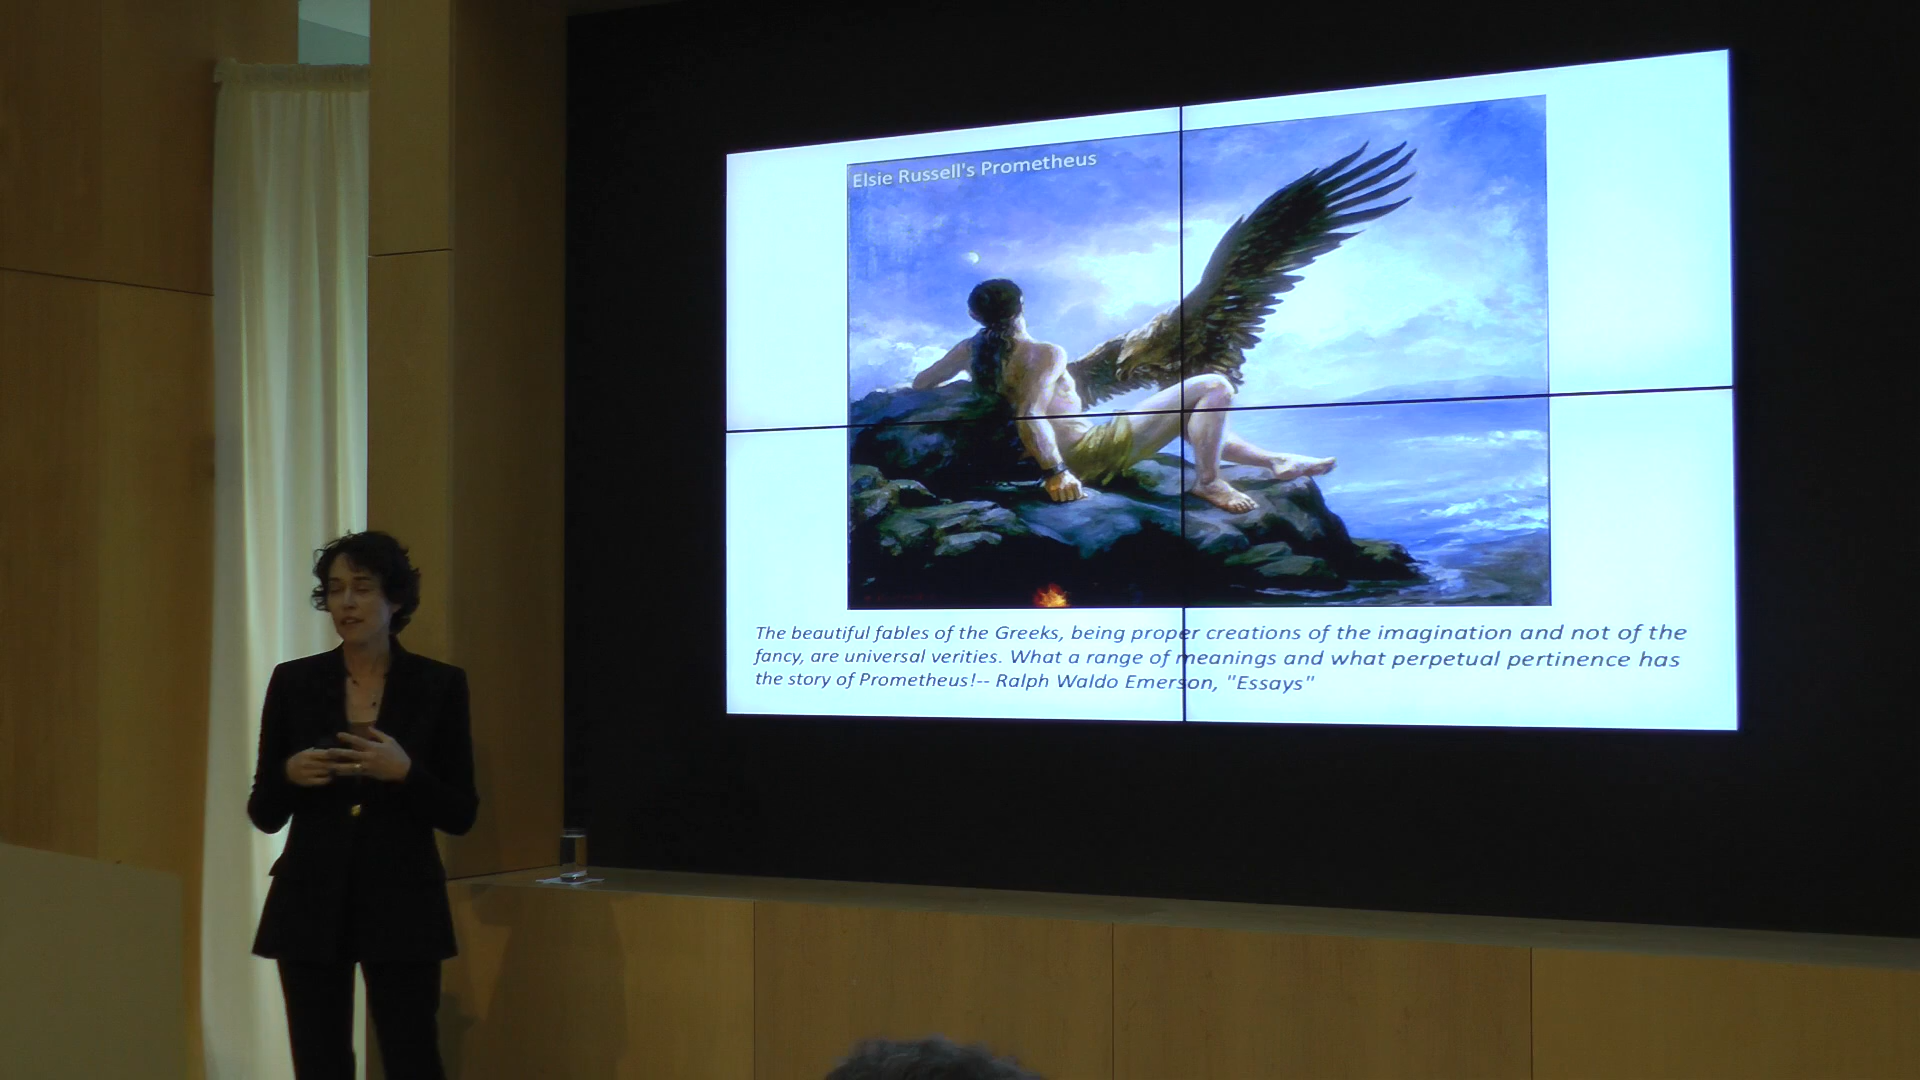 Elsie Russell's Prometheus
The beautiful fables of the Greeks, being proper creations of the imagination and not of the
fancy, are universal verities. What a range of meanings and what perpetual pertinence has
the story of Prometheus!-- Ralph Waldo Emerson, "Essays"